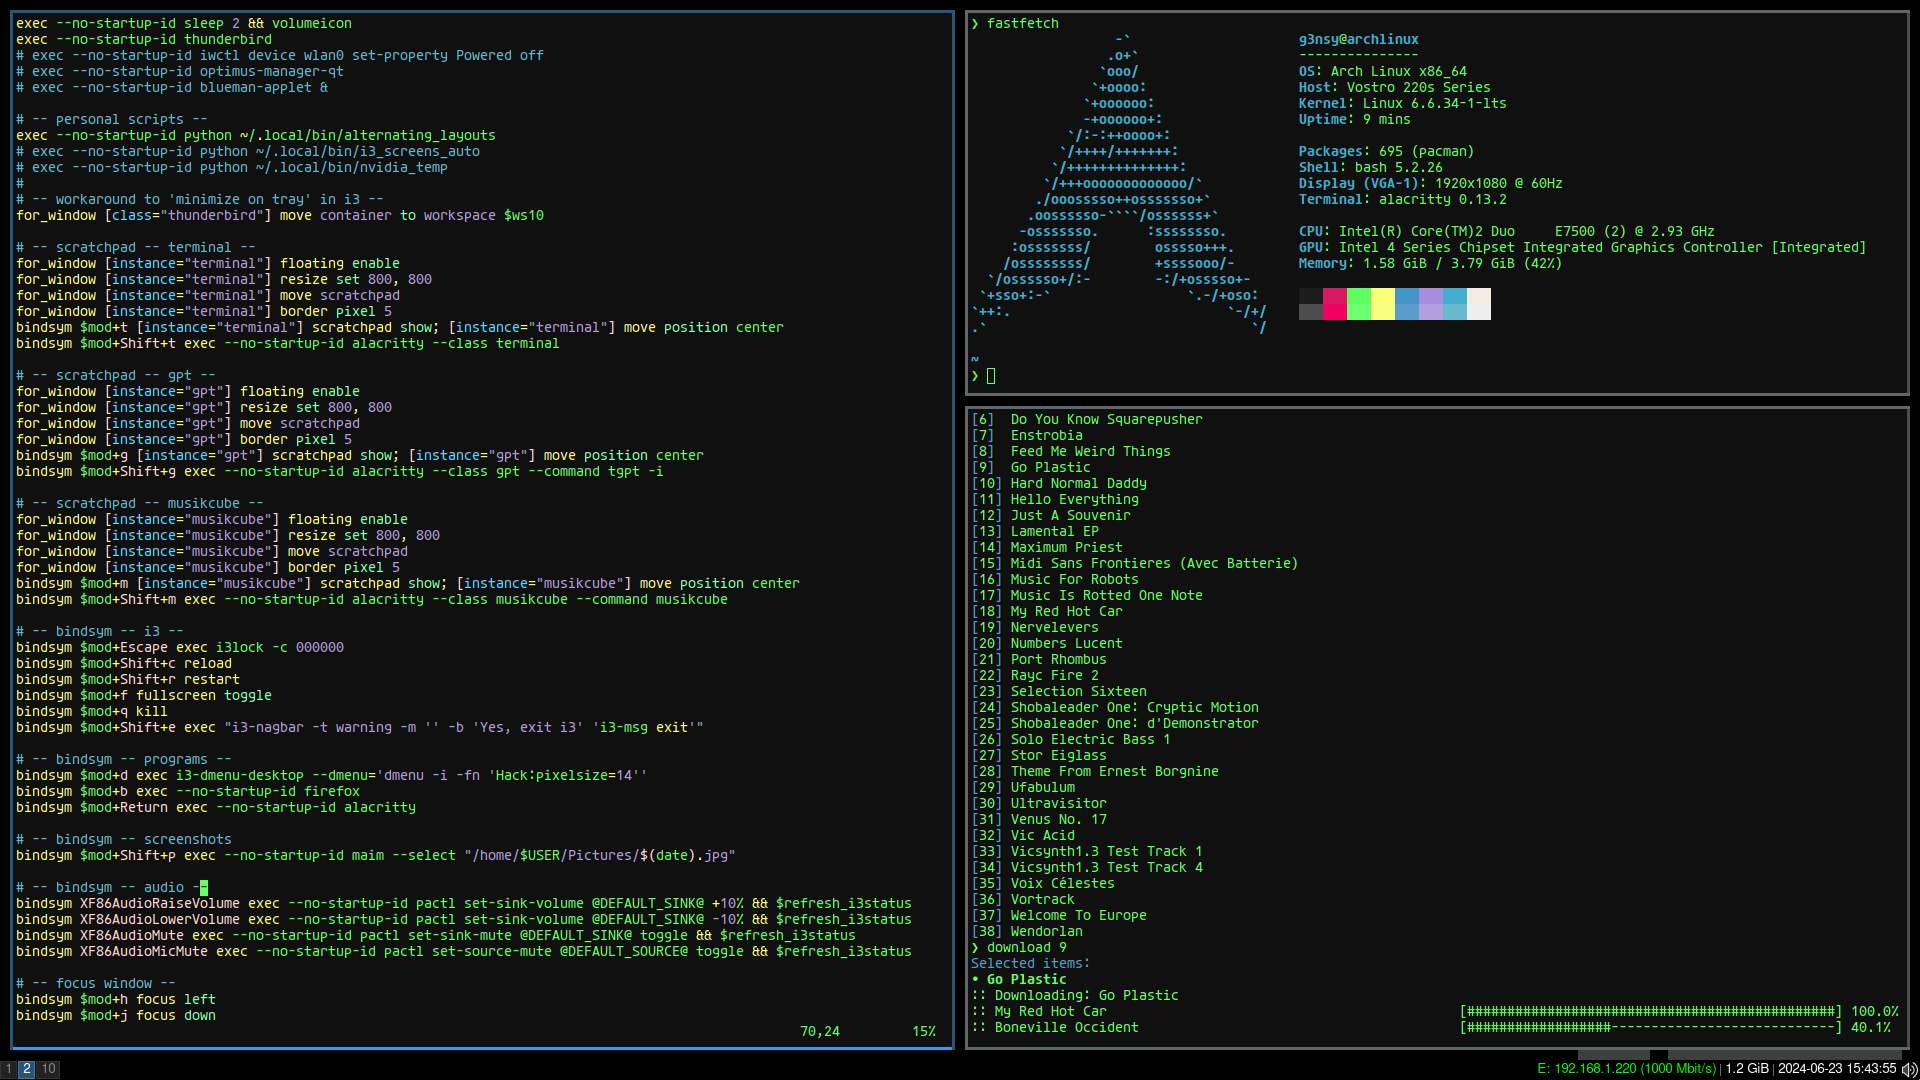 exec --no-startup-id sleep 2 && volumeicon
exec --no-startup-id thunderbird
# exec --no-startup-id iwctl device wlan0 set-property Powered off
# exec --no-startup-id optimus-manager-qt
# exec --no-startup-id blueman-applet &
# -- personal scripts --
exec --no-startup-id python ~/.local/bin/alternating_layouts
# exec --no-startup-id python ~/.local/bin/i3_screens_auto
# exec --no-startup-id python ~/.local/bin/nvidia_temp
#
# -- workaround to 'minimize on tray' in i3 --
for_window [class="thunderbird"] move container to workspace $ws10
# -- scratchpad -- terminal --
for_window [instance="terminal"] floating enable
for_window [instance="terminal"] resize set 800, 800
for_window [instance="terminal"] move scratchpad
for_window [instance="terminal"] border pixel 5
bindsym $mod+t [instance="terminal"] scratchpad show; [instance="terminal"] move position center
bindsym $mod+Shift+t exec --no-startup-id alacritty --class terminal
# -- scratchpad -- gpt --
for_window [instance="gpt"] floating enable
for_window [instance="gpt"] resize set 800, 800
for_window [instance="gpt"] move scratchpad
for_window [instance="gpt"] border pixel 5
bindsym $mod+g [instance="gpt"] scratchpad show; [instance="gpt"] move position center
bindsym $mod+Shift+g exec --no-startup-id alacritty --class gpt --command tgpt -i
# -- scratchpad -- musikcube --
for_window [instance="musikcube"] floating enable
for_window [instance="musikcube"] resize set 800, 800
for_window [instance="musikcube"] move scratchpad
for_window [instance="musikcube"] border pixel 5
bindsym $mod+m [instance="musikcube"] scratchpad show; [instance="musikcube"] move position center
bindsym $mod+Shift+m exec --no-startup-id alacritty --class musikcube --command musikcube
# -- bindsym -- i3 --
bindsym $mod+Escape exec i3lock -c 000000
bindsym $mod+Shift+c reload
bindsym $mod+Shift+r restart
bindsym $mod+f fullscreen toggle
bindsym $mod+q kill
bindsym $mod+Shift+e exec "i3-nagbar -t warning -m '' -b 'Yes, exit i3' 'i3-msg exit'"
# -- bindsym -- programs --
bindsym $mod+d exec i3-dmenu-desktop --dmenu='dmenu -i -fn 'Hack:pixelsize=14''
bindsym $mod+b exec --no-startup-id firefox
bindsym $mod+Return exec --no-startup-id alacritty
# -- bindsym -- screenshots
bindsym $mod+Shift+p exec --no-startup-id maim --select "/home/$USER/Pictures/$(date).jpg"
# -- bindsym -- audio --
bindsym XF86AudioRaiseVolume exec --no-startup-id pactl set-sink-volume @DEFAULT_SINK@ +10% && $refresh_i3status
bindsym XF86AudioLowerVolume exec --no-startup-id pactl set-sink-volume @DEFAULT_SINK@ -10% && $refresh_i3status
bindsym XF86AudioMute exec --no-startup-id pactl set-sink-mute @DEFAULT_SINK@ toggle && $refresh_i3status
bindsym XF86AudioMicMute exec --no-startup-id pactl set-source-mute @DEFAULT_SOURCE@ toggle && $refresh_i3status
# -- focus window --
bindsym $mod+h focus left
bindsym $mod+j focus down
70,24 15%
❯ fastfetch
-`
.o+`
`ooo/
`+oooo:
`+oooooo:
-+oooooo+:
`/:-:++oooo+:
`/++++/+++++++:
`/++++++++++++++:
`/+++ooooooooooooo/`
./ooosssso++osssssso+`
.oossssso-````/ossssss+`
-osssssso. :ssssssso.
:osssssss/ osssso+++.
/ossssssss/ +ssssooo/-
`/ossssso+/:- -:/+osssso+-
`+sso+:-` `.-/+oso:
`++:. `-/+/
.` `/
g3nsy@archlinux
---------------
OS: Arch Linux x86_64
Host: Vostro 220s Series
Kernel: Linux 6.6.34-1-lts
Uptime: 9 mins
Packages: 695 (pacman)
Shell: bash 5.2.26
Display (VGA-1): 1920x1080 @ 60Hz
Terminal: alacritty 0.13.2
CPU: Intel(R) Core(TM)2 Duo     E7500 (2) @ 2.93 GHz
GPU: Intel 4 Series Chipset Integrated Graphics Controller [Integrated]
Memory: 1.58 GiB / 3.79 GiB (42%)
~
❯
[6] Do You Know Squarepusher
[7] Enstrobia
[8] Feed Me Weird Things
[9] Go Plastic
[10] Hard Normal Daddy
[11] Hello Everything
[12] Just A Souvenir
[13] Lamental EP
[14] Maximum Priest
[15] Midi Sans Frontieres (Avec Batterie)
[16] Music For Robots
[17] Music Is Rotted One Note
[18] My Red Hot Car
[19] Nervelevers
[20] Numbers Lucent
[21] Port Rhombus
[22] Rayc Fire 2
[23] Selection Sixteen
[24] Shobaleader One: Cryptic Motion
[25] Shobaleader One: d'Demonstrator
[26] Solo Electric Bass 1
[27] Stor Eiglass
[28] Theme From Ernest Borgnine
[29] Ufabulum
[30] Ultravisitor
[31] Venus No. 17
[32] Vic Acid
[33] Vicsynth1.3 Test Track 1
[34] Vicsynth1.3 Test Track 4
[35] Voix Célestes
[36] Vortrack
[37] Welcome To Europe
[38] Wendorlan
❯ download 9
Selected items:
• Go Plastic
:: Downloading: Go Plastic
:: My Red Hot Car [##############################################] 100.0%
:: Boneville Occident [##################----------------------------] 40.1%
1 2 10
E: 192.168.1.220 (1000 Mbit/s) | 1.2 GiB | 2024-06-23 15:43:55